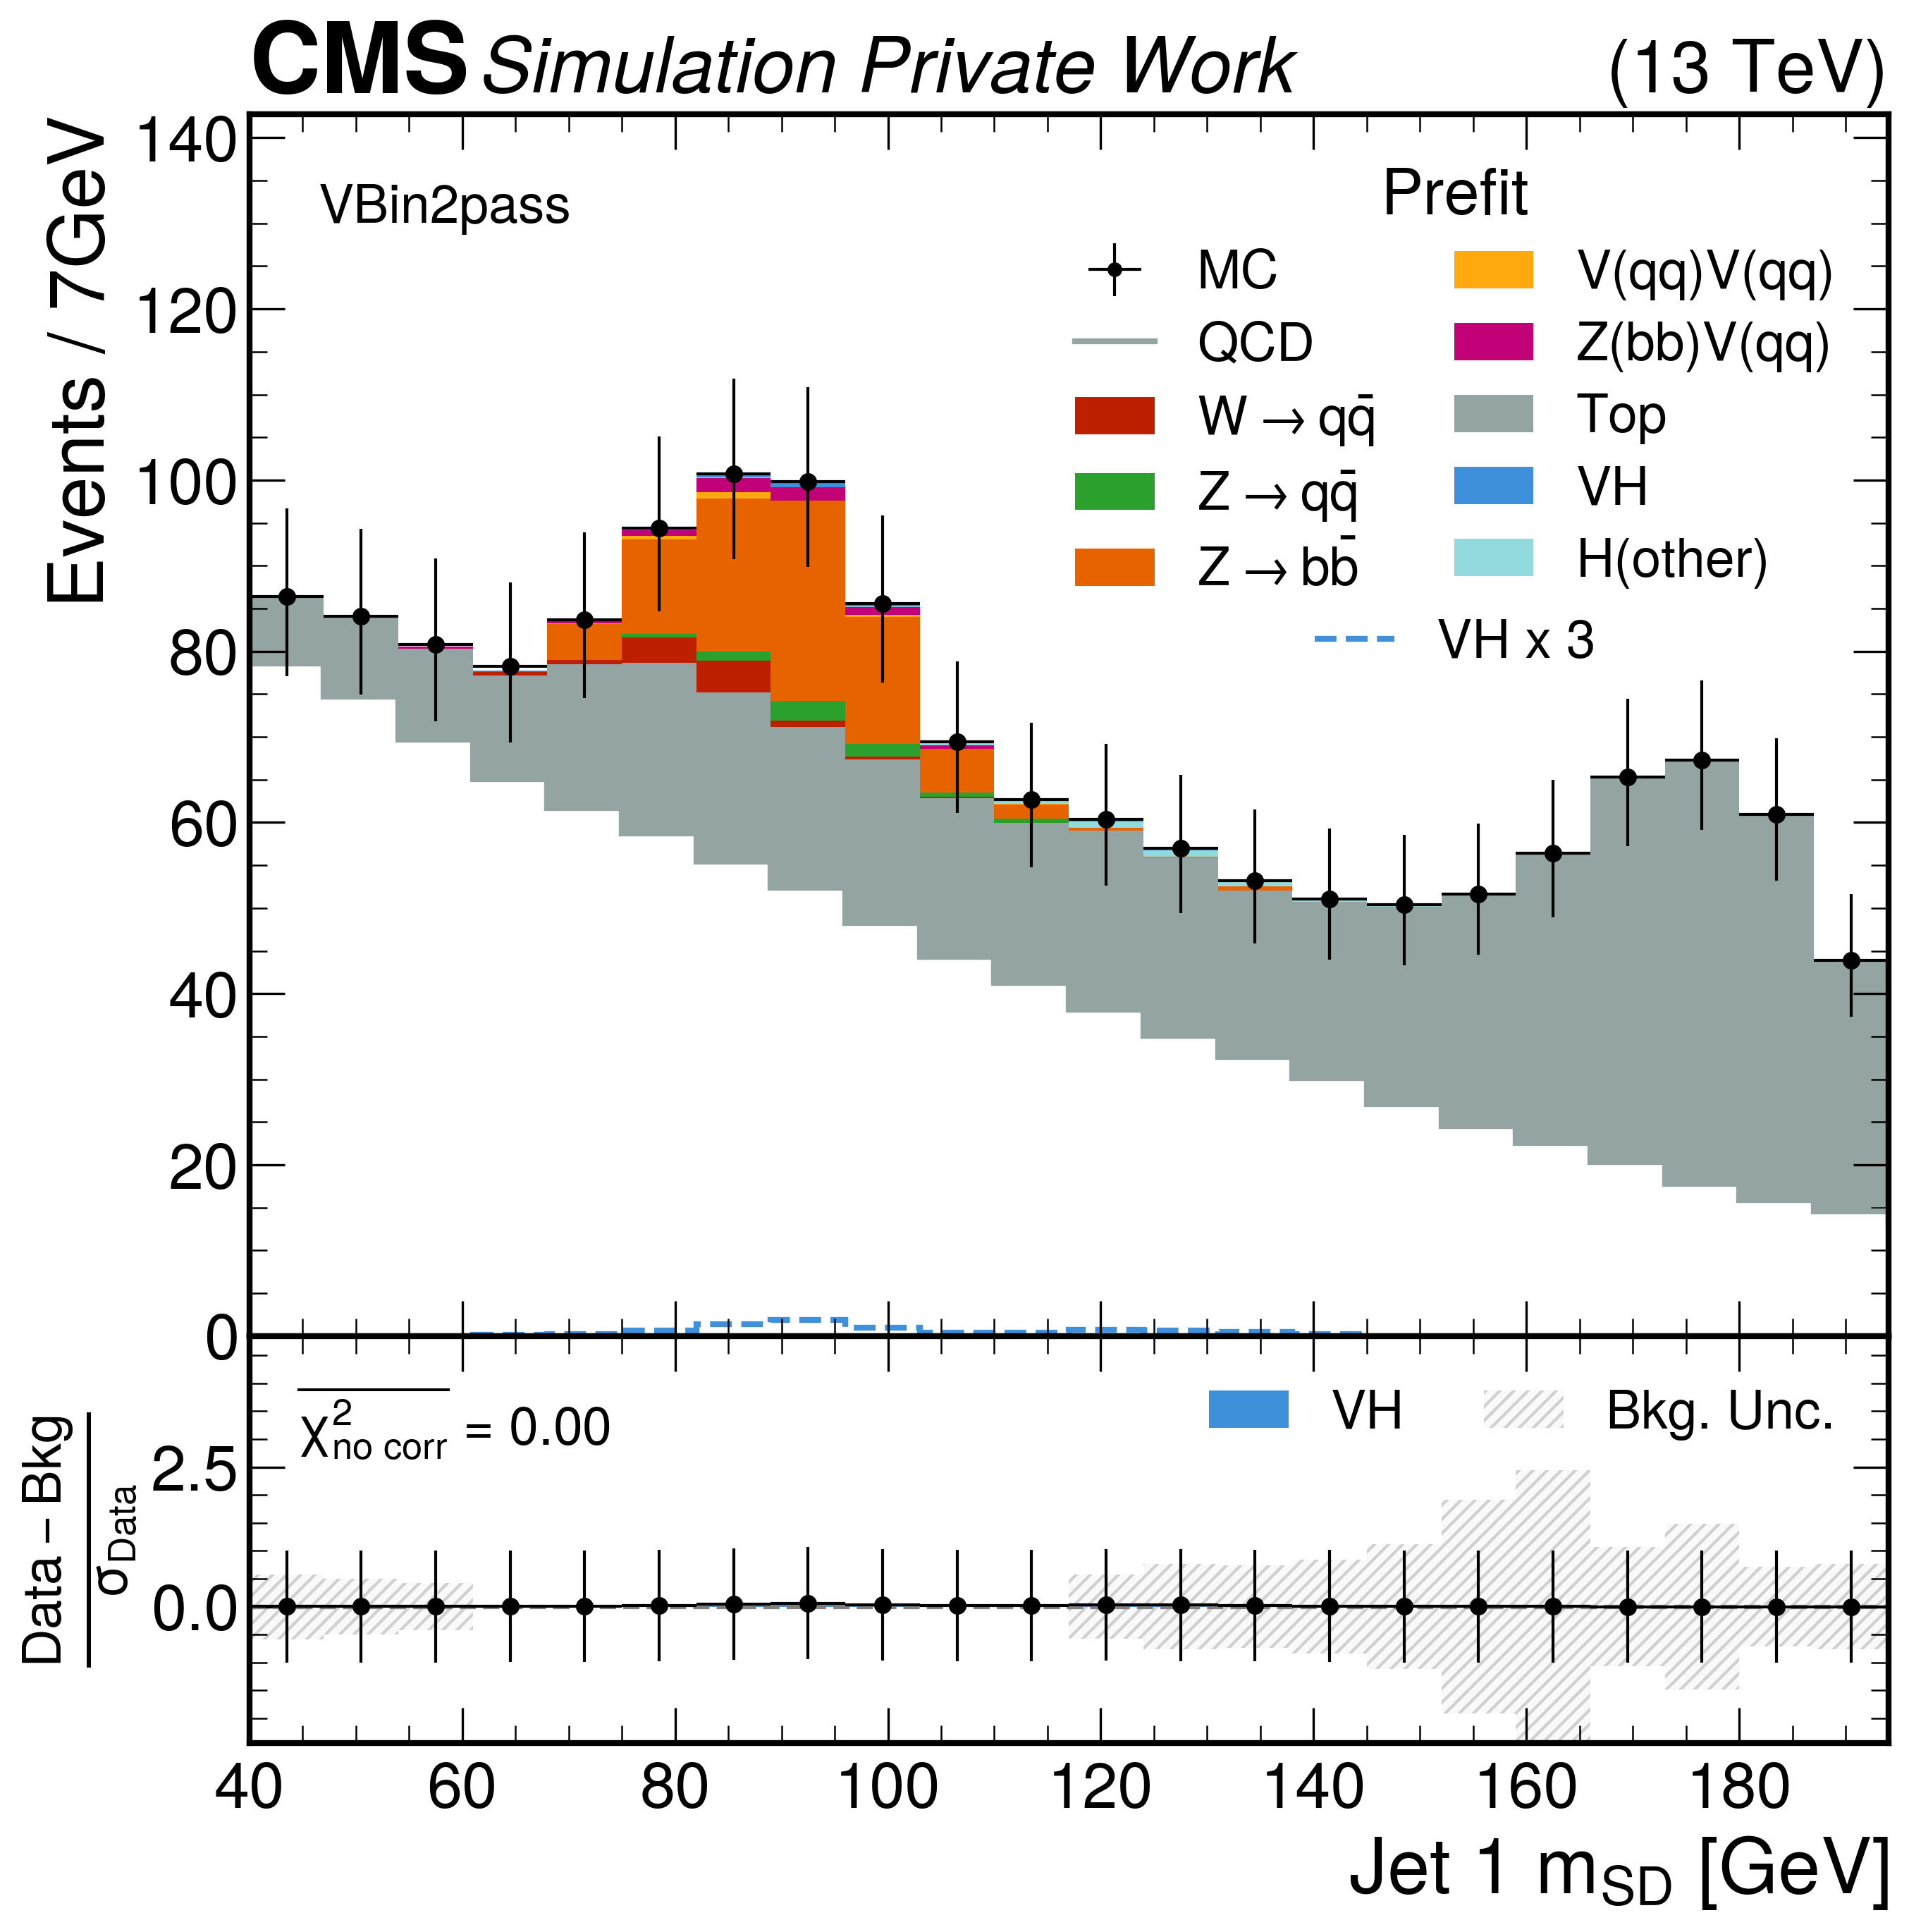 CMS Simulation Private Work (13 TeV)
Events / 7GeV
140
120
100
80
60
40
20
0
VBin2pass
Prefit
MC
QCD
W → qq̄
Z → qq̄
Z → bb̄
V(qq)V(qq)
Z(bb)V(qq)
Top
VH
H(other)
VH x 3
Data − Bkg
σData
2.5
0.0
χ²no corr = 0.00
VH
Bkg. Unc.
40 60 80 100 120 140 160 180
Jet 1 mSD [GeV]